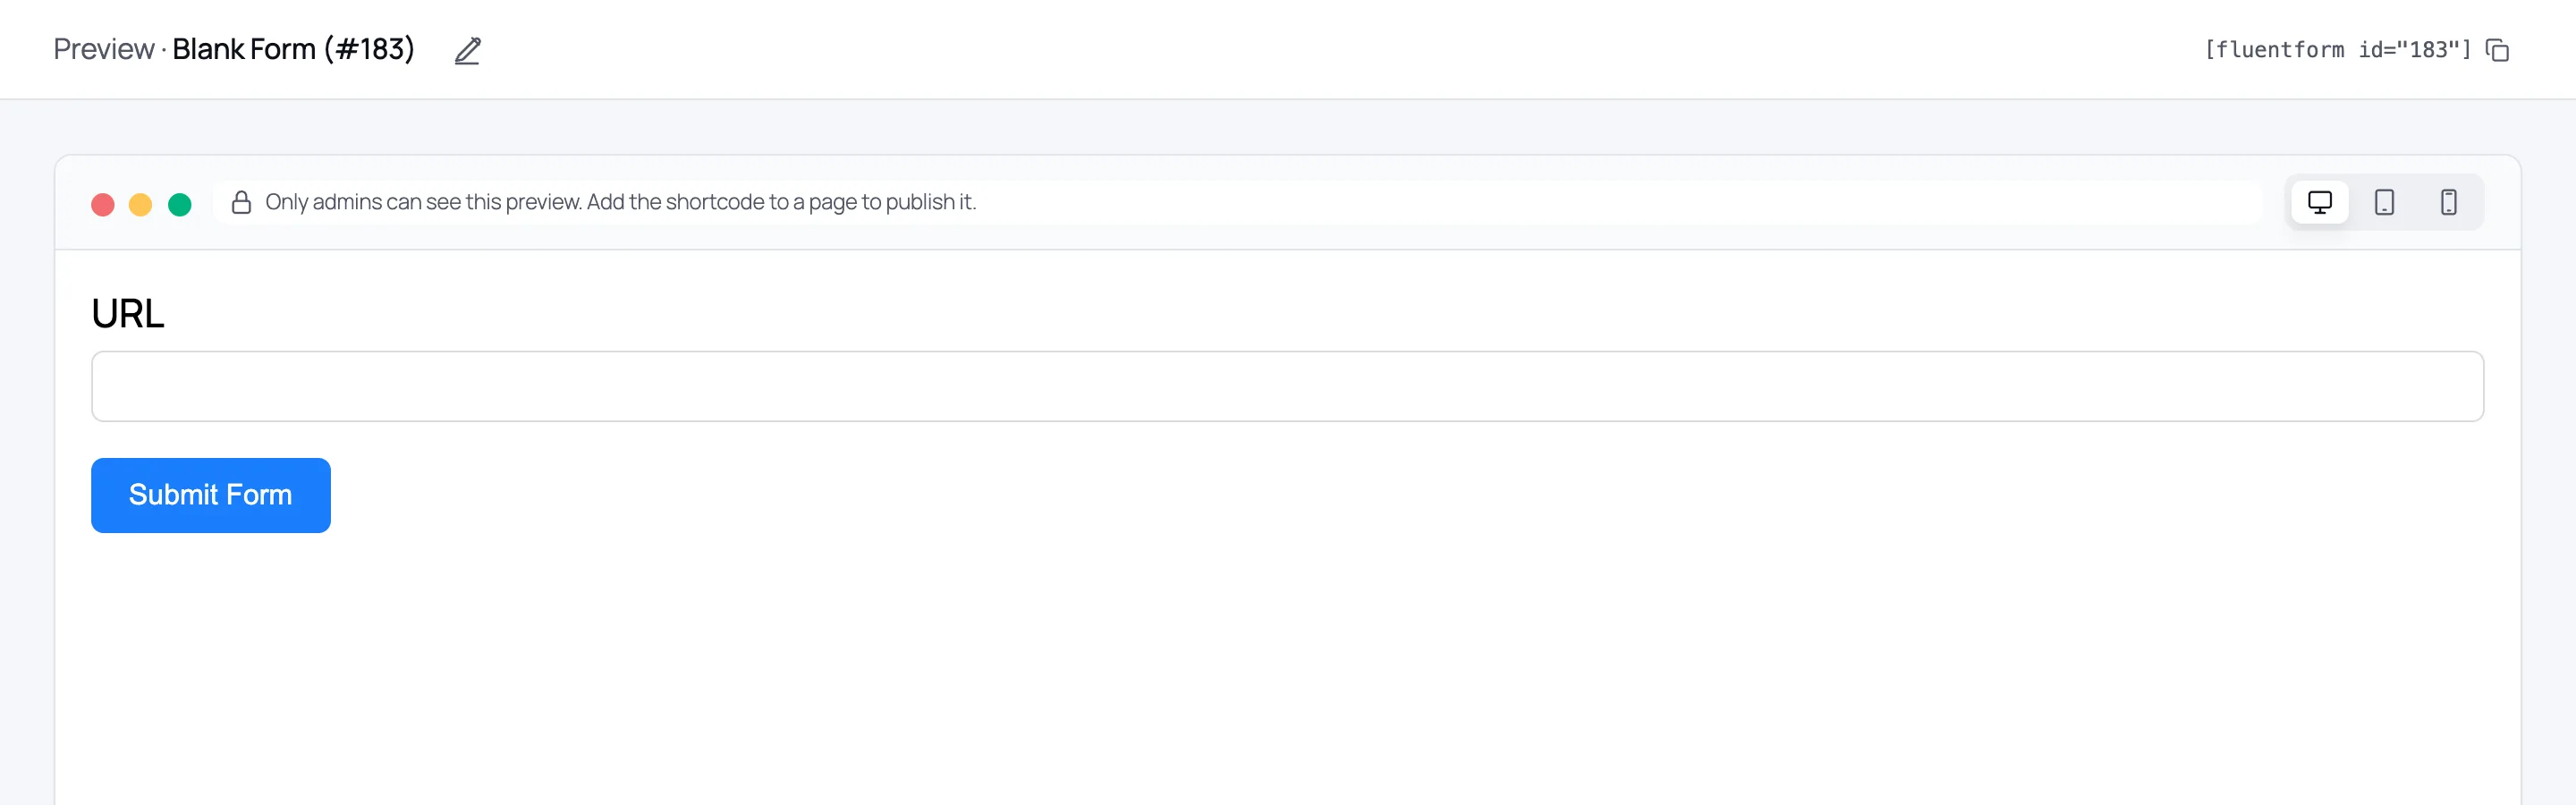 Preview · Blank Form (#183)
[fluentform id="183"]
Only admins can see this preview. Add the shortcode to a page to publish it.
URL
Submit Form